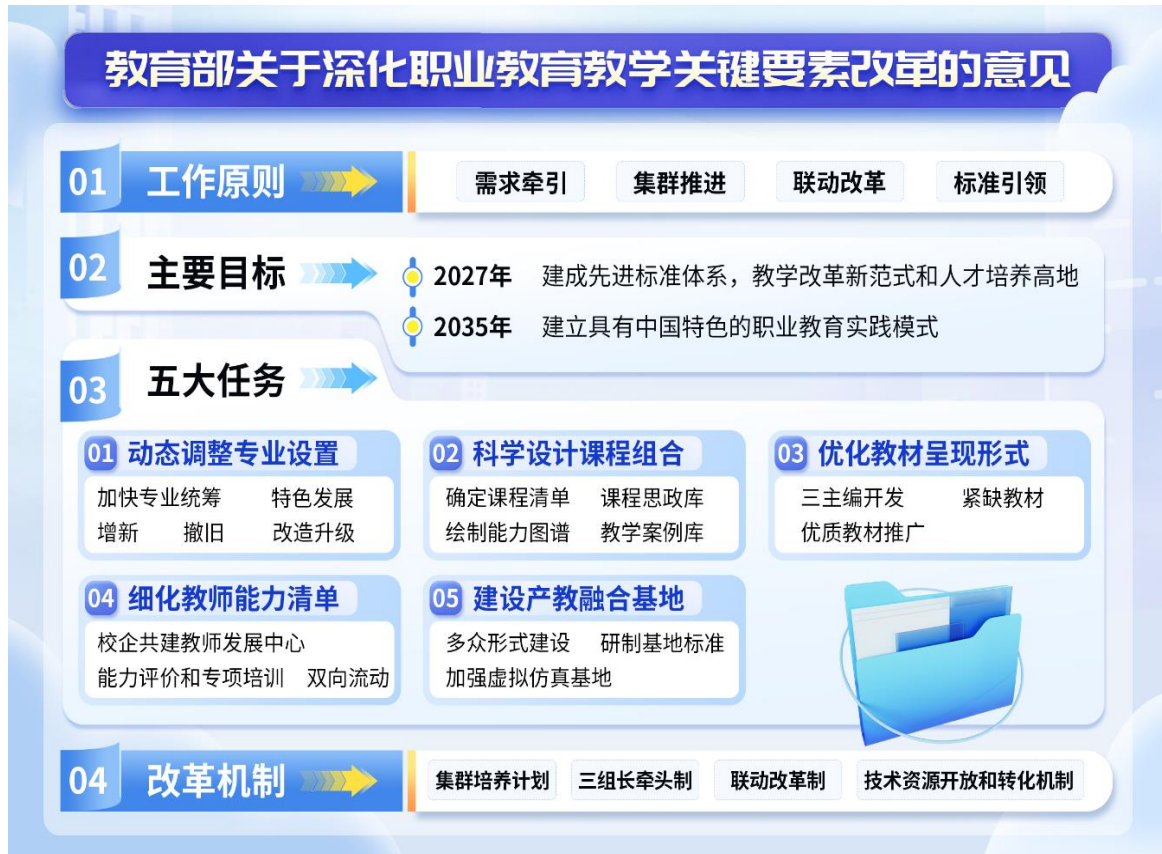 教育部关于深化职业教育教学关键要素改革的意见
01 工作原则 需求牵引 集群推进 联动改革 标准引领
02 主要目标
2027年 建成先进标准体系，教学改革新范式和人才培养高地
2035年 建立具有中国特色的职业教育实践模式
03 五大任务
01 动态调整专业设置
加快专业统筹 特色发展
增新 撤旧 改造升级
02 科学设计课程组合
确定课程清单 课程思政库
绘制能力图谱 教学案例库
03 优化教材呈现形式
三主编开发 紧缺教材
优质教材推广
04 细化教师能力清单
校企共建教师发展中心
能力评价和专项培训 双向流动
05 建设产教融合基地
多众形式建设 研制基地标准
加强虚拟仿真基地
04 改革机制 集群培养计划 三组长牵头制 联动改革制 技术资源开放和转化机制